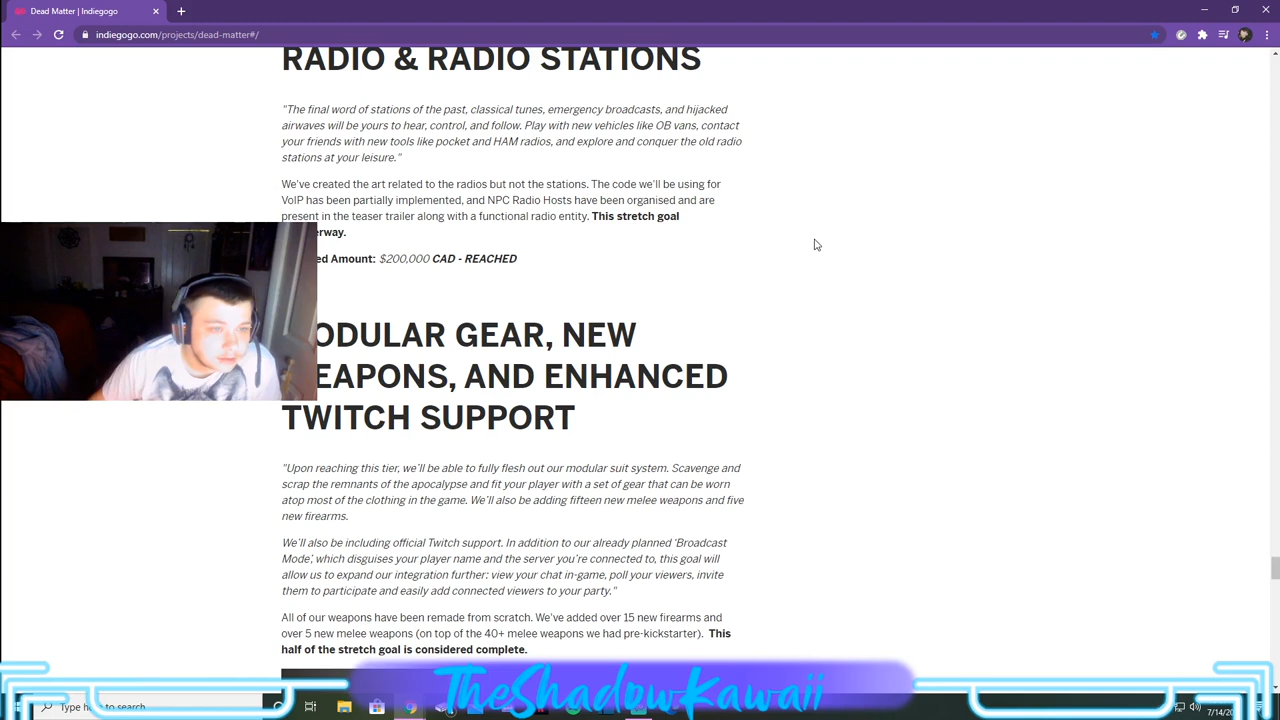 Dead Matter | Indiegogo
indiegogo.com/projects/dead-matter#/
RADIO & RADIO STATIONS
"The final word of stations of the past, classical tunes, emergency broadcasts, and hijacked
airwaves will be yours to hear, control, and follow. Play with new vehicles like OB vans, contact
your friends with new tools like pocket and HAM radios, and explore and conquer the old radio
stations at your leisure."
We've created the art related to the radios but not the stations. The code we'll be using for
VoIP has been partially implemented, and NPC Radio Hosts have been organised and are
present in the teaser trailer along with a functional radio entity. This stretch goal
erway.
ed Amount: $200,000 CAD - REACHED
ODULAR GEAR, NEW
EAPONS, AND ENHANCED
TWITCH SUPPORT
"Upon reaching this tier, we'll be able to fully flesh out our modular suit system. Scavenge and
scrap the remnants of the apocalypse and fit your player with a set of gear that can be worn
atop most of the clothing in the game. We'll also be adding fifteen new melee weapons and five
new firearms.
We'll also be including official Twitch support. In addition to our already planned 'Broadcast
Mode', which disguises your player name and the server you're connected to, this goal will
allow us to expand our integration further: view your chat in-game, poll your viewers, invite
them to participate and easily add connected viewers to your party."
All of our weapons have been remade from scratch. We've added over 15 new firearms and
over 5 new melee weapons (on top of the 40+ melee weapons we had pre-kickstarter). This
half of the stretch goal is considered complete.
TheShadowKawaii
Type here to search
7/14/20